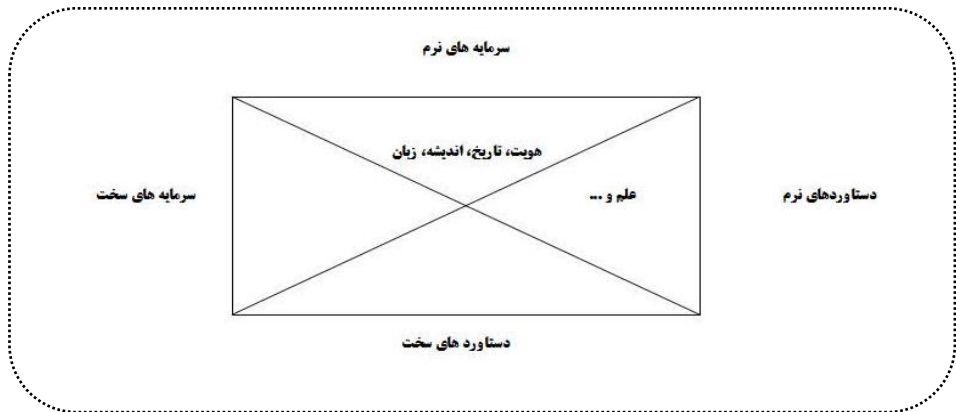 سرمایه های نرم
هویت، تاریخ، اندیشه، زبان
سرمایه های سخت
علم و ...
دستاوردهای نرم
دستاورد های سخت